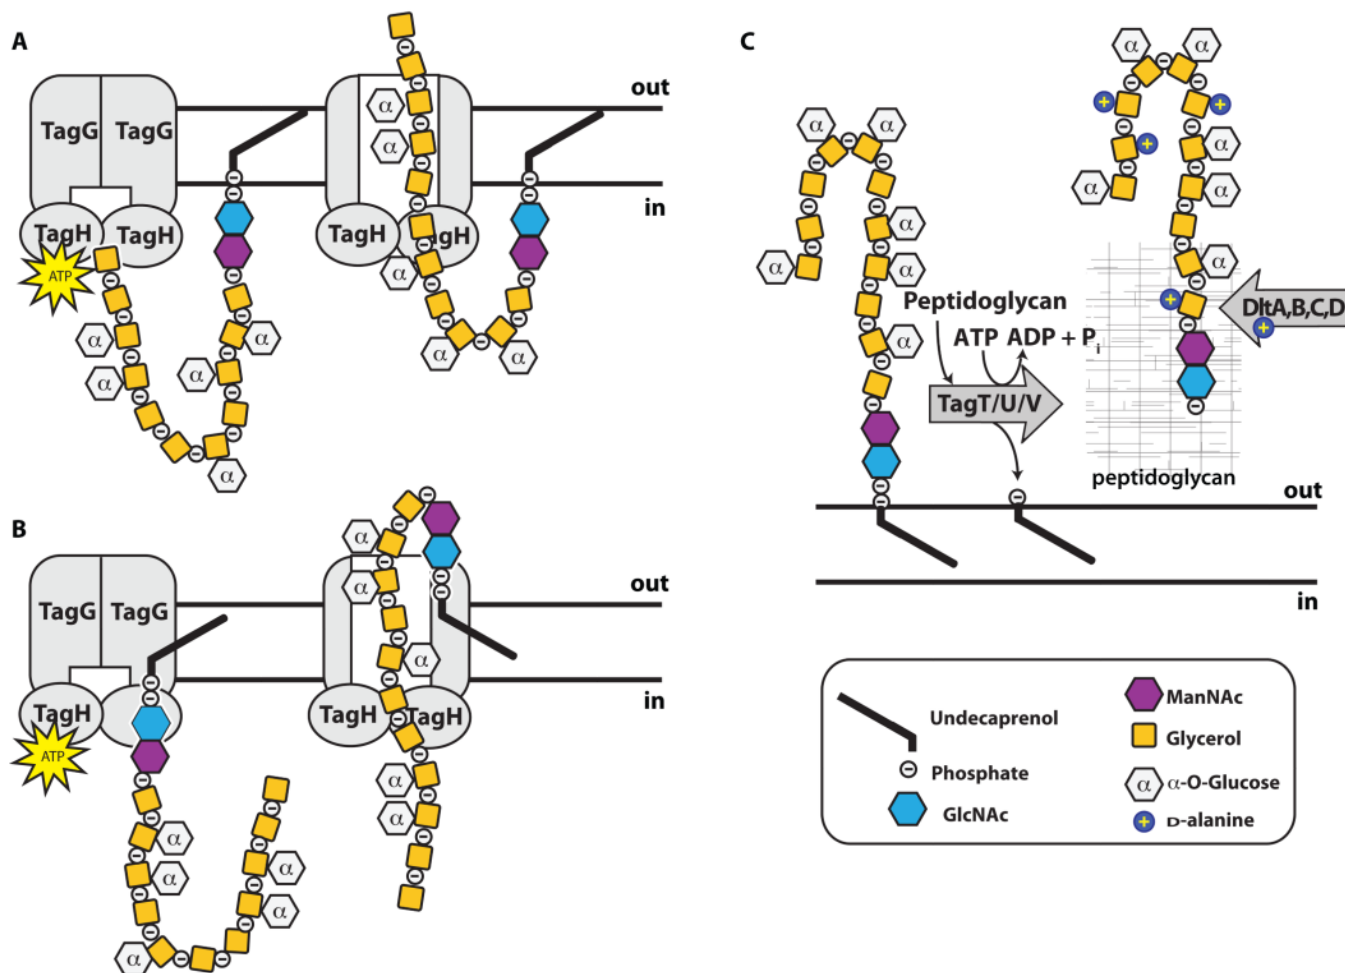 A
TagG TagG
out
in
TagH TagH
ATP
α α α α α
α α α α α
TagH TagH
B
TagG TagG
out
in
TagH
ATP
α α α α α
α α α α α
TagH TagH
C
α α
α
α
α
α
Peptidoglycan
ATP ADP + Pi
TagT/U/V
α α
α
α
α
α
DltA,B,C,D
peptidoglycan
out
in
Undecaprenol
Phosphate
GlcNAc
ManNAc
Glycerol
α α-O-Glucose
D-alanine